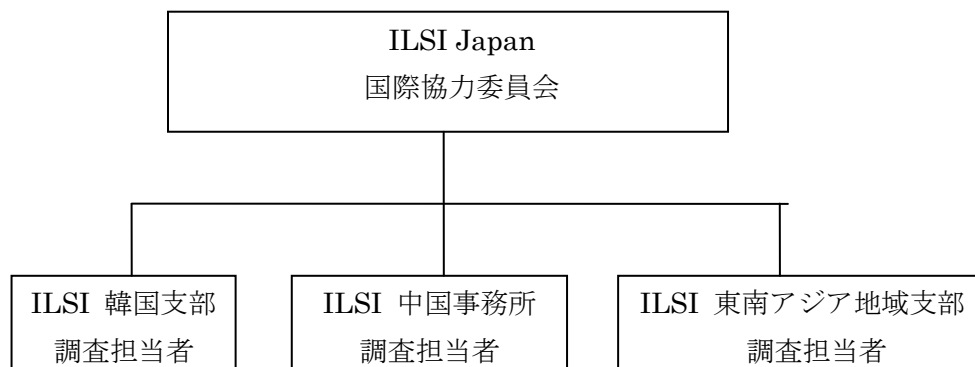 ILSI Japan
国際協力委員会
ILSI 韓国支部
調査担当者
ILSI 中国事務所
調査担当者
ILSI 東南アジア地域支部
調査担当者